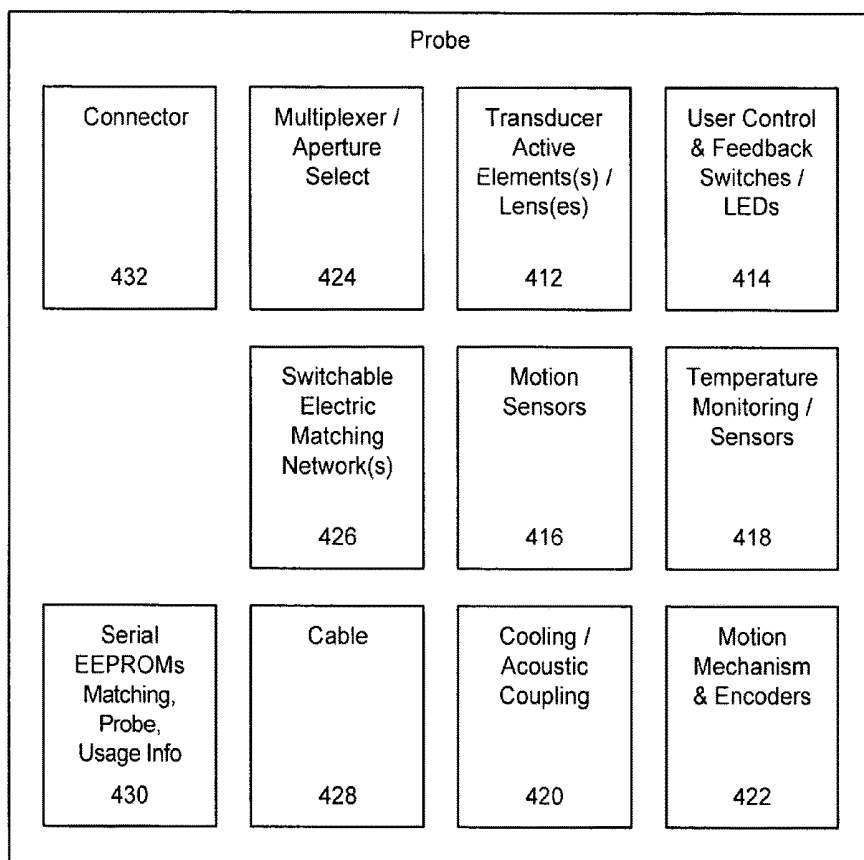 Probe
Connector
432
Multiplexer /
Aperture
Select
424
Transducer
Active
Elements(s) /
Lens(es)
412
User Control
& Feedback
Switches /
LEDs
414
Switchable
Electric
Matching
Network(s)
426
Motion
Sensors
416
Temperature
Monitoring /
Sensors
418
Serial
EEPROMs
Matching,
Probe,
Usage Info
430
Cable
428
Cooling /
Acoustic
Coupling
420
Motion
Mechanism
& Encoders
422